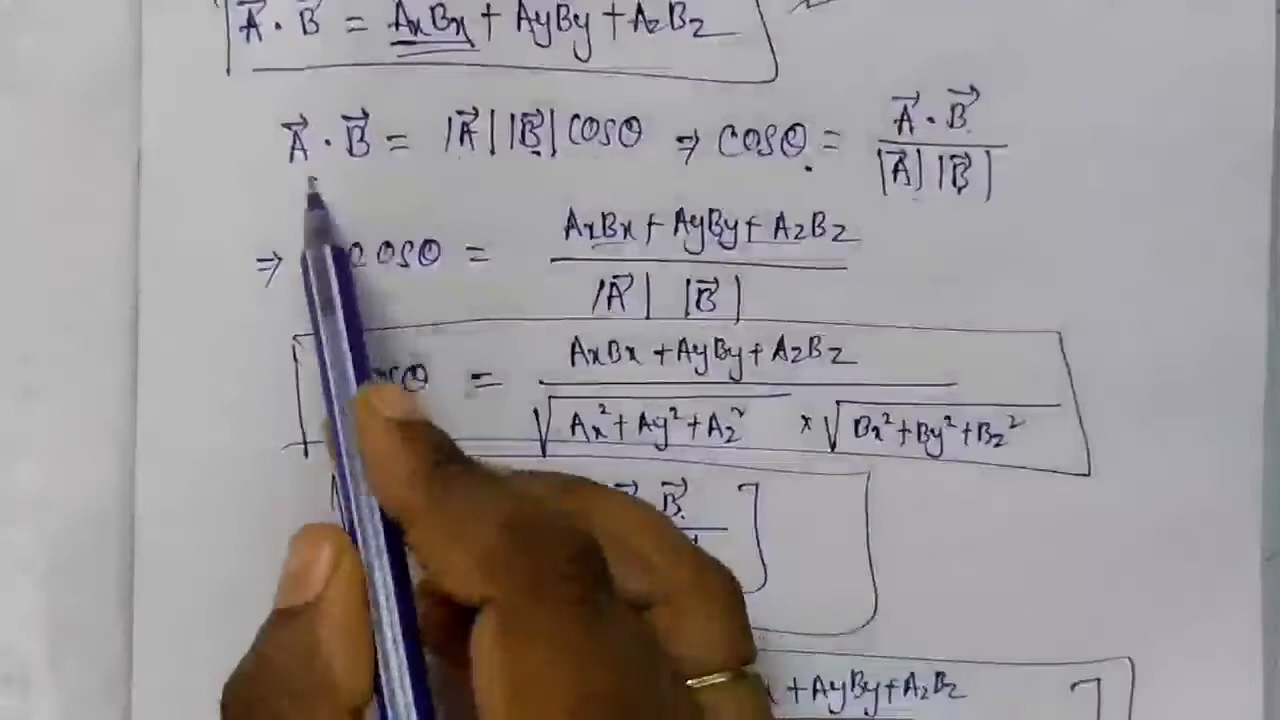 A⃗ · B⃗ = AxBx + AyBy + AzBz
A⃗ · B⃗ = |A⃗| |B⃗| cosθ ⇒ cosθ = A⃗ · B⃗ / |A⃗| |B⃗|
⇒ cosθ = AxBx + AyBy + AzBz / |A⃗| |B⃗|
= AxBx + AyBy + AzBz / √(Ax² + Ay² + Az²) × √(Bx² + By² + Bz²)
B⃗ ]
+ AyBy + AzBz ]